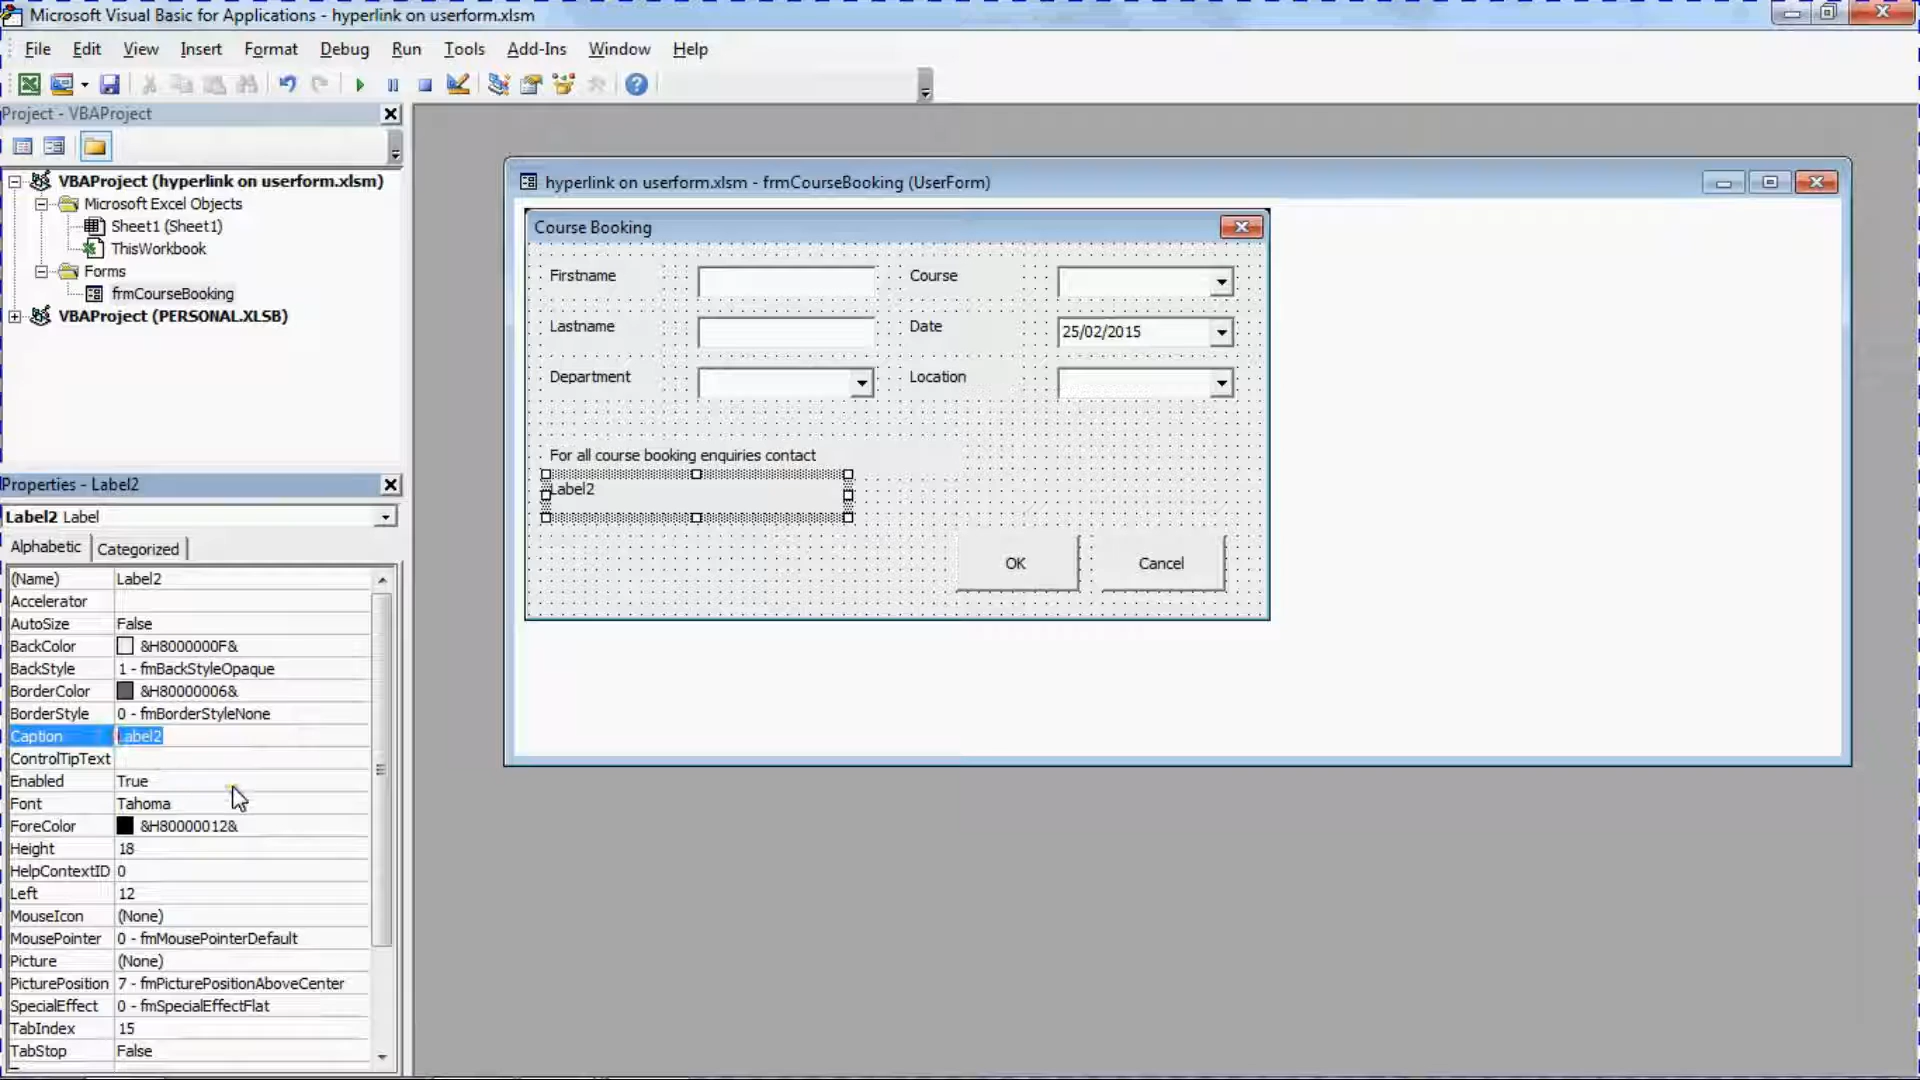 Microsoft Visual Basic for Applications - hyperlink on userform.xlsm
File Edit View Insert Format Debug Run Tools Add-Ins Window Help
Project - VBAProject
VBAProject (hyperlink on userform.xlsm)
Microsoft Excel Objects
Sheet1 (Sheet1)
ThisWorkbook
Forms
frmCourseBooking
VBAProject (PERSONAL.XLSB)
Properties - Label2
Label2 Label
Alphabetic Categorized
(Name) Label2
Accelerator
AutoSize False
BackColor &H8000000F&
BackStyle 1 - fmBackStyleOpaque
BorderColor &H80000006&
BorderStyle 0 - fmBorderStyleNone
Caption Label2
ControlTipText
Enabled True
Font Tahoma
ForeColor &H80000012&
Height 18
HelpContextID 0
Left 12
MouseIcon (None)
MousePointer 0 - fmMousePointerDefault
Picture (None)
PicturePosition 7 - fmPicturePositionAboveCenter
SpecialEffect 0 - fmSpecialEffectFlat
TabIndex 15
TabStop False
hyperlink on userform.xlsm - frmCourseBooking (UserForm)
Course Booking
Firstname Course
Lastname Date 25/02/2015
Department Location
For all course booking enquiries contact
Label2
OK Cancel